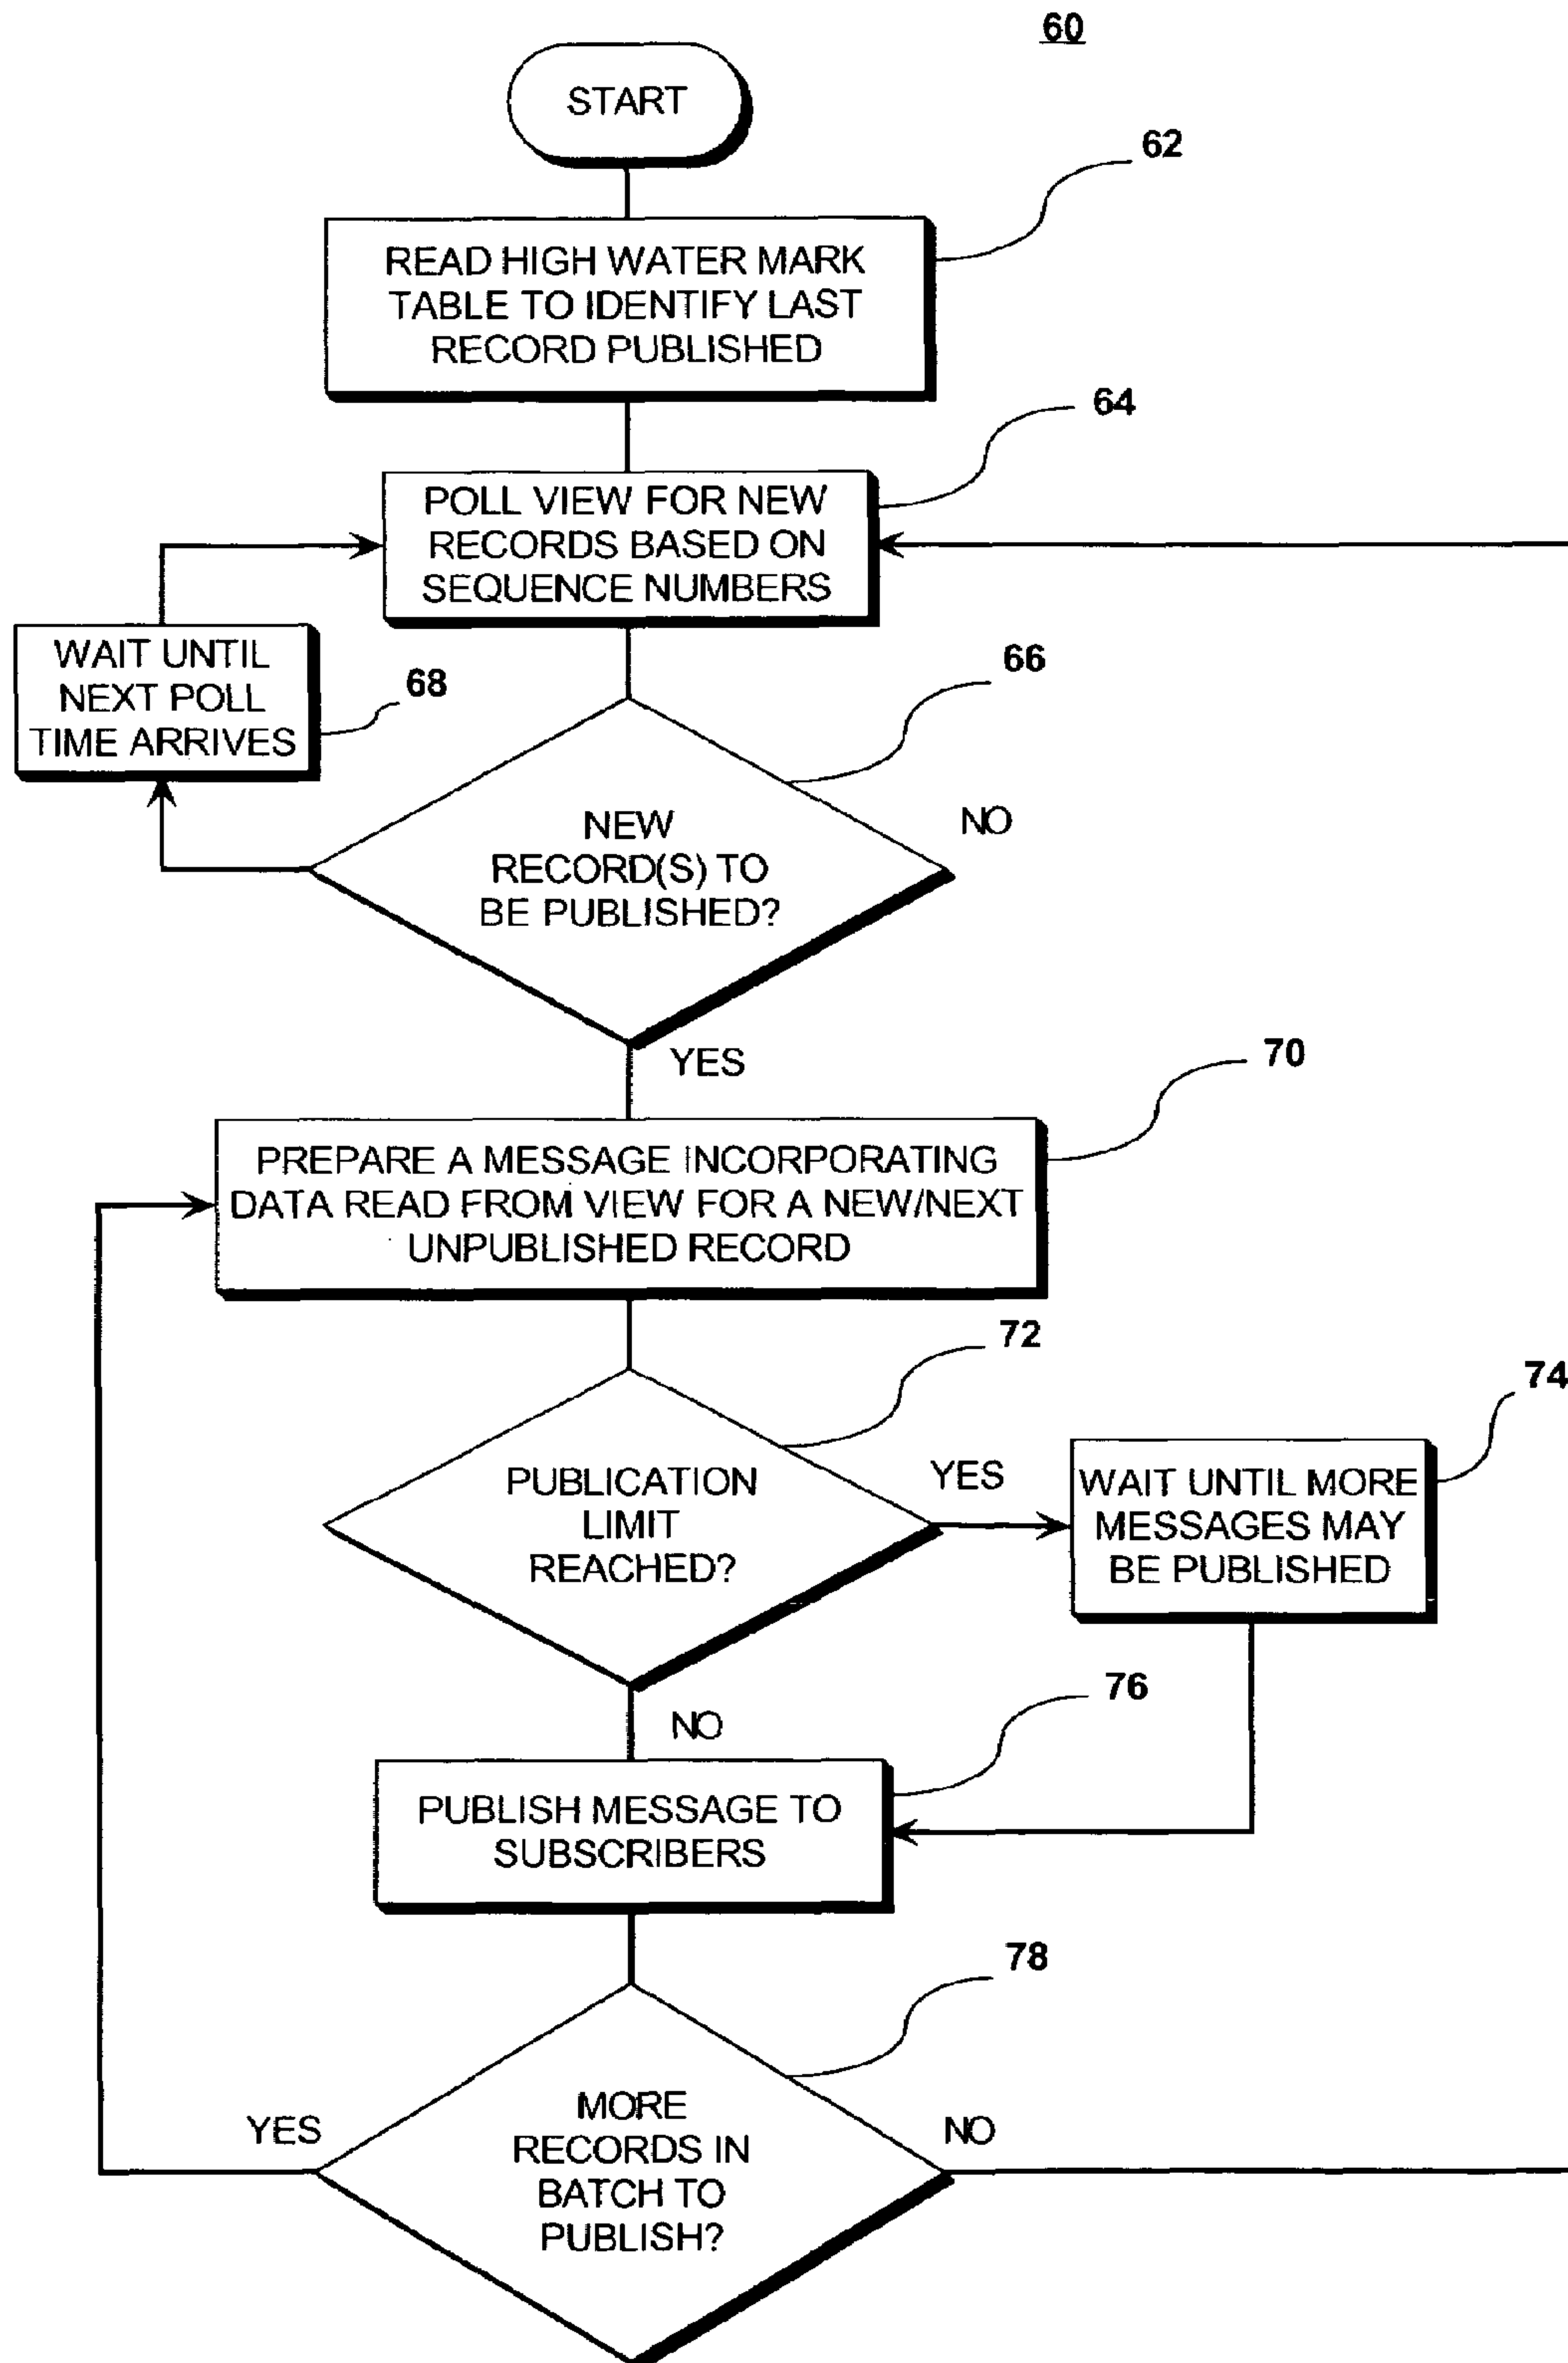 60
START
62
READ HIGH WATER MARK
TABLE TO IDENTIFY LAST
RECORD PUBLISHED
64
POLL VIEW FOR NEW
RECORDS BASED ON
SEQUENCE NUMBERS
WAIT UNTIL
NEXT POLL
TIME ARRIVES
68
66
NEW
RECORD(S) TO
BE PUBLISHED?
NO
YES
70
PREPARE A MESSAGE INCORPORATING
DATA READ FROM VIEW FOR A NEW/NEXT
UNPUBLISHED RECORD
72
PUBLICATION
LIMIT
REACHED?
YES
74
WAIT UNTIL MORE
MESSAGES MAY
BE PUBLISHED
NO
76
PUBLISH MESSAGE TO
SUBSCRIBERS
78
MORE
RECORDS IN
BATCH TO
PUBLISH?
YES
NO